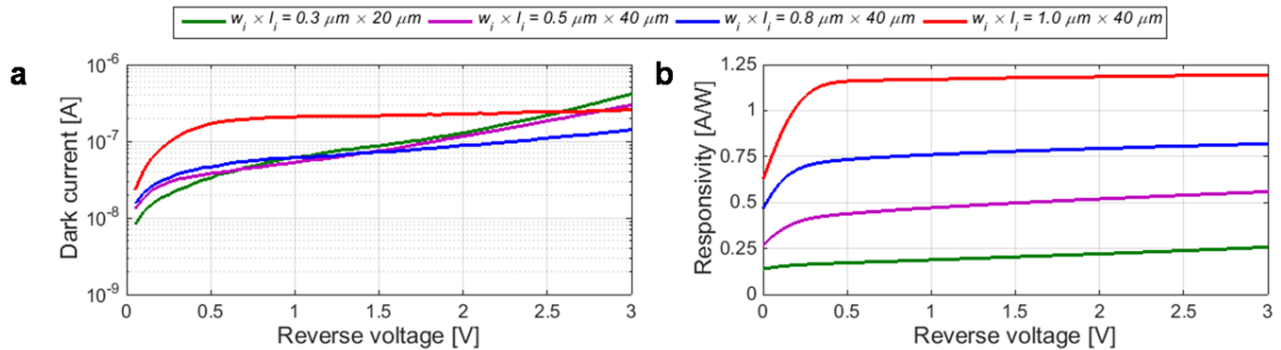 w_i × l_i = 0.3 μm × 20 μm w_i × l_i = 0.5 μm × 40 μm w_i × l_i = 0.8 μm × 40 μm w_i × l_i = 1.0 μm × 40 μm
a
Dark current [A]
10^-6
10^-7
10^-8
10^-9
0 0.5 1 1.5 2 2.5 3
Reverse voltage [V]
b
Responsivity [A/W]
1.25
1
0.75
0.5
0.25
0
0 0.5 1 1.5 2 2.5 3
Reverse voltage [V]